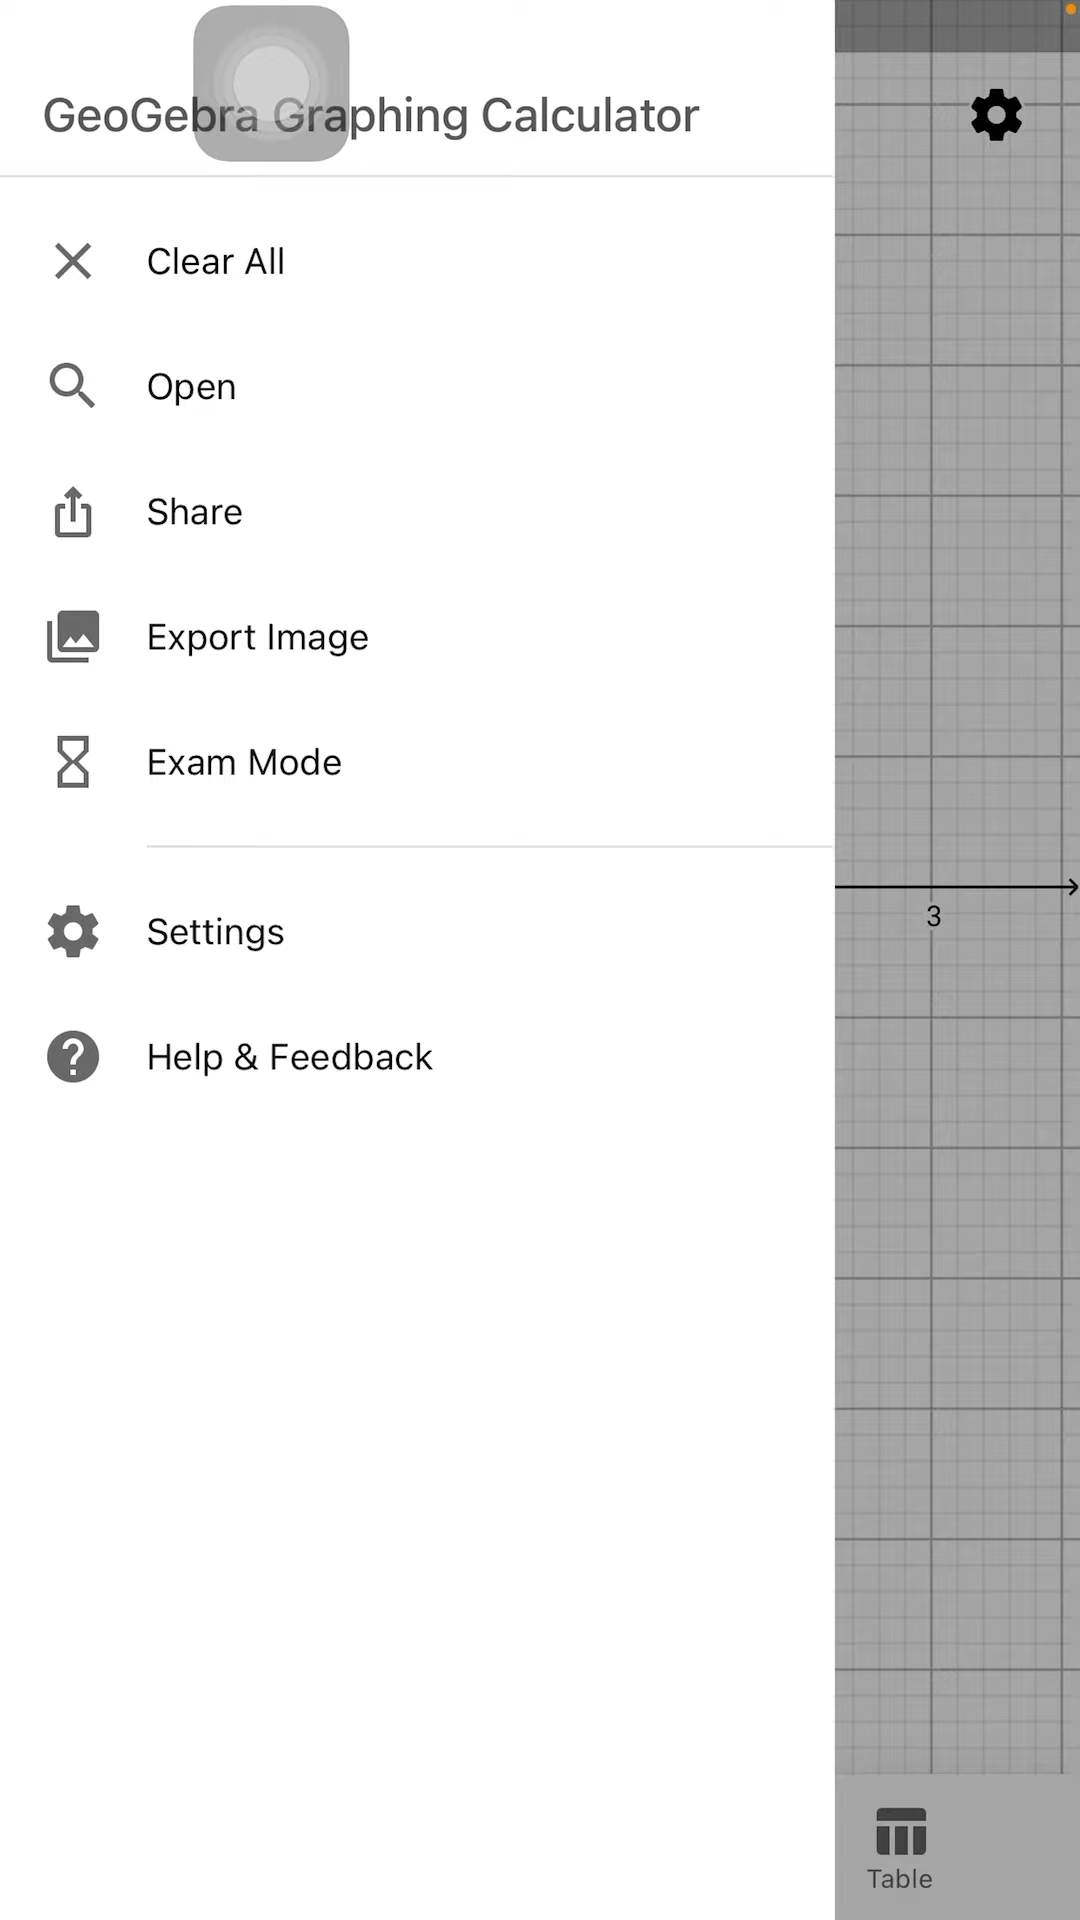 GeoGebra Graphing Calculator
Clear All
Open
Share
Export Image
Exam Mode
Settings
Help & Feedback
3
Table